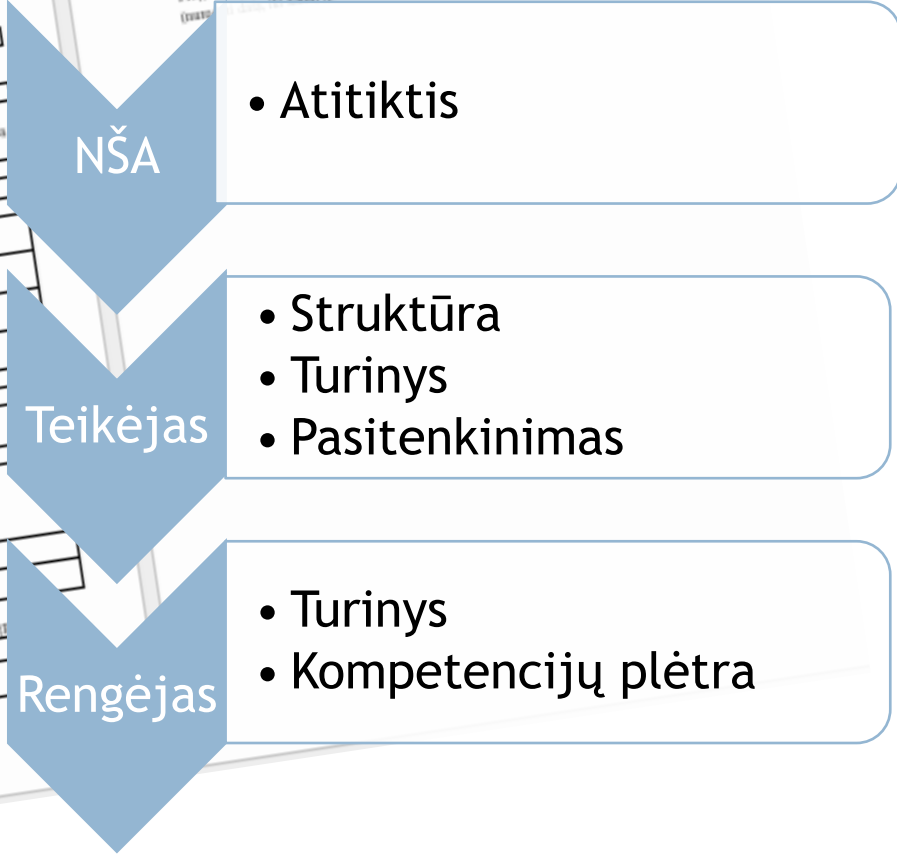 NŠA
• Atitiktis
Teikėjas
• Struktūra
• Turinys
• Pasitenkinimas
Rengėjas
• Turinys
• Kompetencijų plėtra